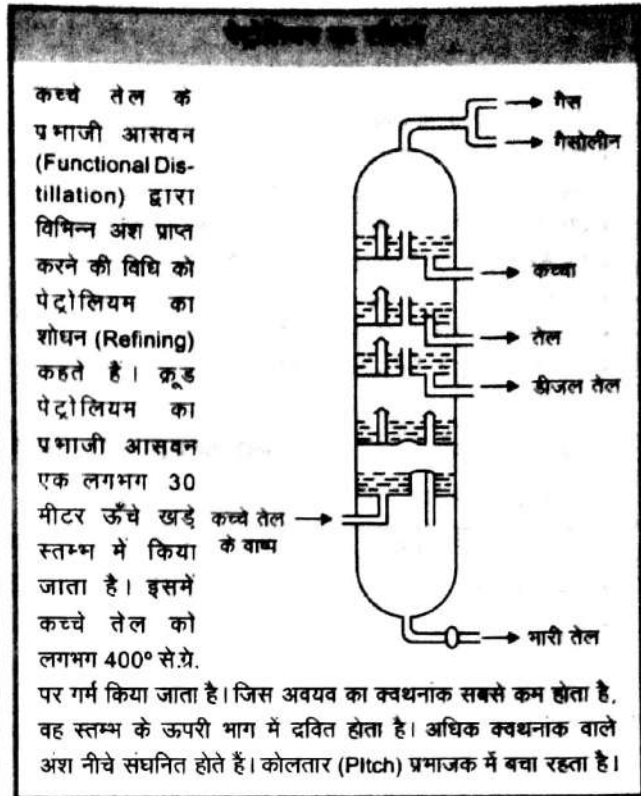 कच्चे तेल के
प्रभाजी आसवन
(Functional Dis-
tillation) द्वारा
विभिन्न अंश प्राप्त
करने की विधि को
पेट्रोलियम का
शोधन (Refining)
कहते हैं। क्रूड
पेट्रोलियम का
प्रभाजी आसवन
एक लगभग 30
मीटर ऊँचे खड़े
स्तम्भ में किया
जाता है। इसमें
कच्चे तेल को
लगभग 400° से.ग्रे.
पर गर्म किया जाता है। जिस अवयव का क्वथनांक सबसे कम होता है,
वह स्तम्भ के ऊपरी भाग में द्रवित होता है। अधिक क्वथनांक वाले
अंश नीचे संघनित होते हैं। कोलतार (Pitch) प्रभाजक में बचा रहता है।
गैस
गैसोलीन
कच्चा
तेल
डीजल तेल
कच्चे तेल
के वाष्प
भारी तेल